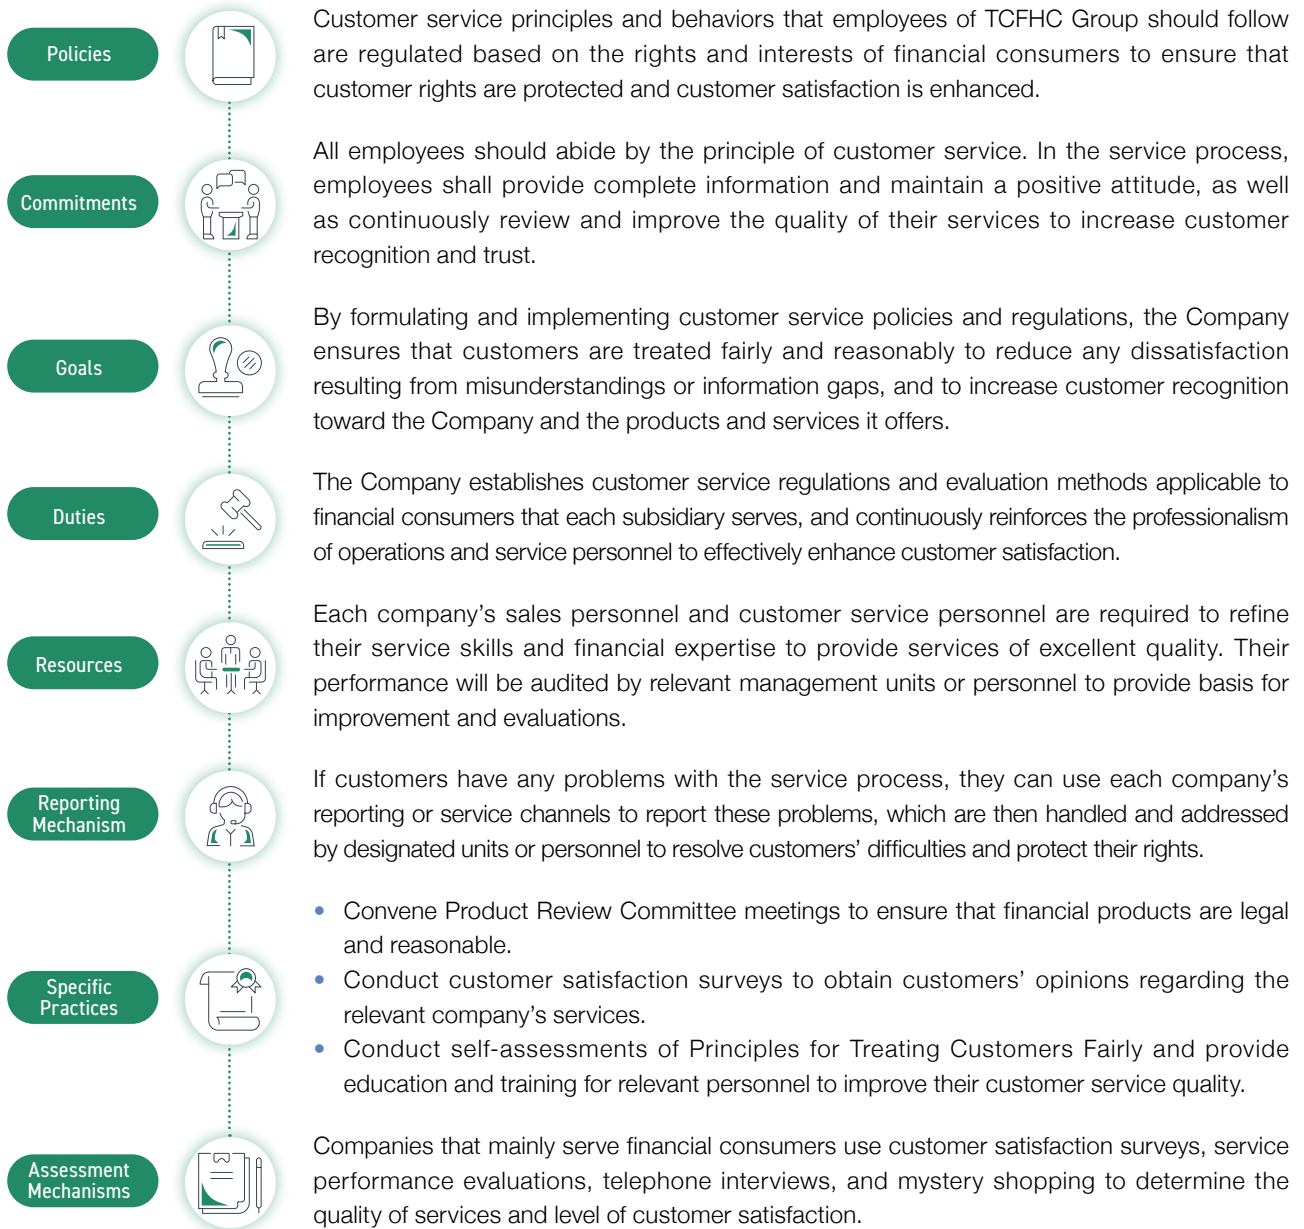 Policies
Customer service principles and behaviors that employees of TCFHC Group should follow
are regulated based on the rights and interests of financial consumers to ensure that
customer rights are protected and customer satisfaction is enhanced.
Commitments
All employees should abide by the principle of customer service. In the service process,
employees shall provide complete information and maintain a positive attitude, as well
as continuously review and improve the quality of their services to increase customer
recognition and trust.
Goals
By formulating and implementing customer service policies and regulations, the Company
ensures that customers are treated fairly and reasonably to reduce any dissatisfaction
resulting from misunderstandings or information gaps, and to increase customer recognition
toward the Company and the products and services it offers.
Duties
The Company establishes customer service regulations and evaluation methods applicable to
financial consumers that each subsidiary serves, and continuously reinforces the professionalism
of operations and service personnel to effectively enhance customer satisfaction.
Resources
Each company's sales personnel and customer service personnel are required to refine
their service skills and financial expertise to provide services of excellent quality. Their
performance will be audited by relevant management units or personnel to provide basis for
improvement and evaluations.
Reporting
Mechanism
If customers have any problems with the service process, they can use each company's
reporting or service channels to report these problems, which are then handled and addressed
by designated units or personnel to resolve customers' difficulties and protect their rights.
Specific
Practices
• Convene Product Review Committee meetings to ensure that financial products are legal
and reasonable.
• Conduct customer satisfaction surveys to obtain customers' opinions regarding the
relevant company's services.
• Conduct self-assessments of Principles for Treating Customers Fairly and provide
education and training for relevant personnel to improve their customer service quality.
Assessment
Mechanisms
Companies that mainly serve financial consumers use customer satisfaction surveys, service
performance evaluations, telephone interviews, and mystery shopping to determine the
quality of services and level of customer satisfaction.